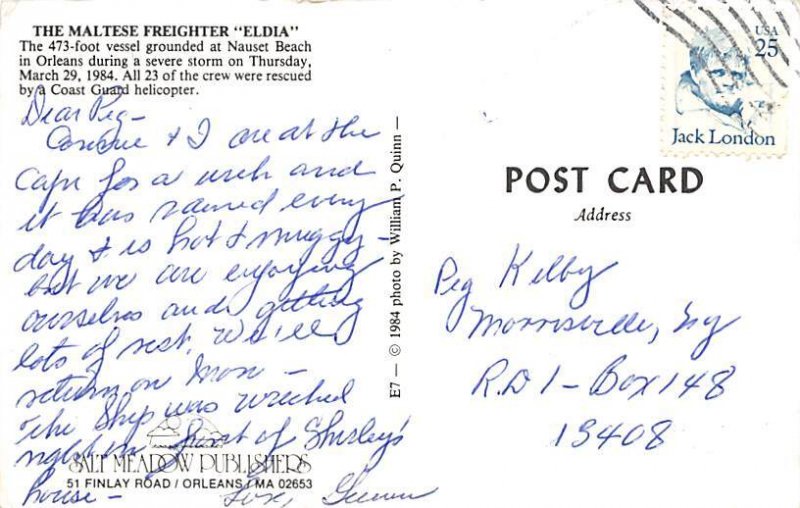 THE MALTESE FREIGHTER "ELDIA"
The 473-foot vessel grounded at Nauset Beach
in Orleans during a severe storm on Thursday,
March 29, 1984. All 23 of the crew were rescued
by a Coast Guard helicopter.
Dear Peg-
& I are at the
Cape for a week and
it has rained every
day & is hot & muggy -
but we are enjoying
ourselves and getting
lots of rest. We'll
return on Mon -
The ship was wrecked
right in front of Shirley's
house -
Love,
SALT MEADOW PUBLISHERS
51 FINLAY ROAD / ORLEANS / MA 02653
E7 — © 1984 photo by William P. Quinn —
USA
25
Jack London
POST CARD
Address
Peg Kelby
Morrisville, Ny
R.D 1 - Box 148
13408